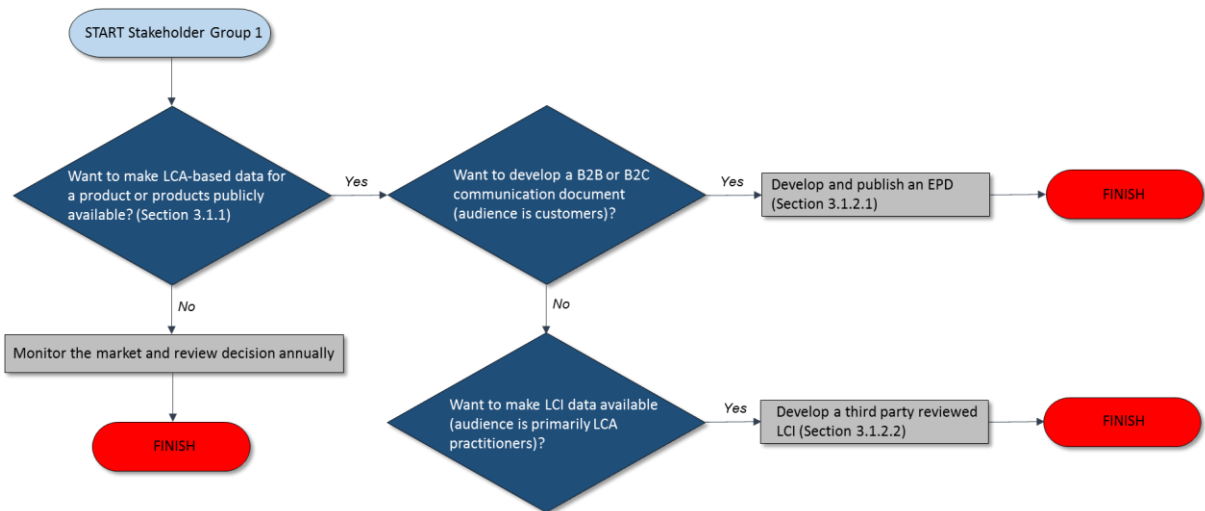 START Stakeholder Group 1
Want to make LCA-based data for
a product or products publicly
available? (Section 3.1.1)
Yes
Want to develop a B2B or B2C
communication document
(audience is customers)?
Yes
Develop and publish an EPD
(Section 3.1.2.1)
FINISH
No
No
Monitor the market and review decision annually
Want to make LCI data available
(audience is primarily LCA
practitioners)?
Yes
Develop a third party reviewed
LCI (Section 3.1.2.2)
FINISH
FINISH